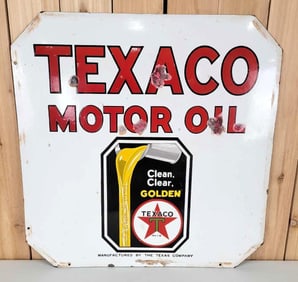 TEXACO
MOTOR OIL
Clean.
Clear.
GOLDEN
TEXACO
T
MANUFACTURED BY THE TEXAS COMPANY